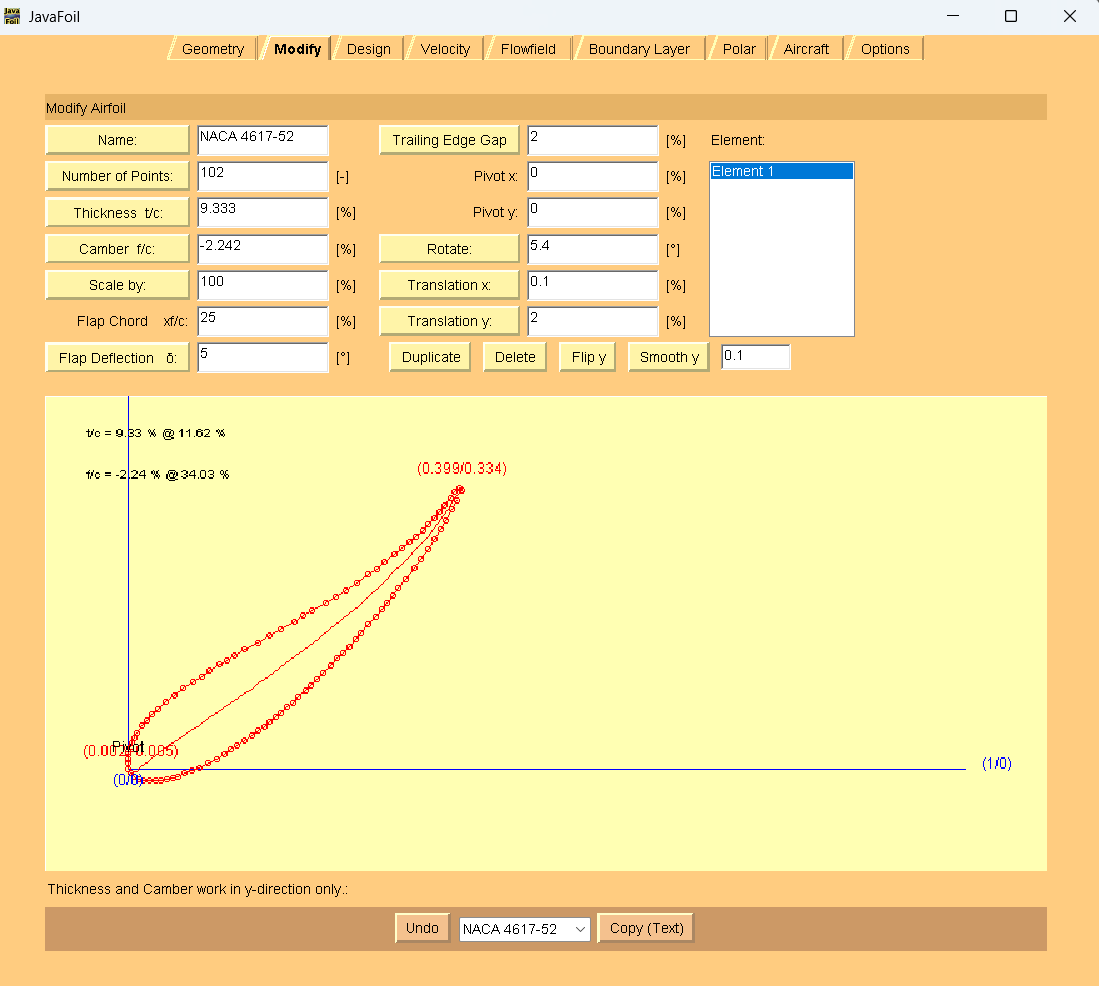 JavaFoil
Geometry Modify Design Velocity Flowfield Boundary Layer Polar Aircraft Options
Modify Airfoil
Name: NACA 4617-52 Trailing Edge Gap 2 [%] Element:
Number of Points: 102 [-] Pivot x: 0 [%] Element 1
Thickness t/c: 9.333 [%] Pivot y: 0 [%]
Camber f/c: -2.242 [%] Rotate: 5.4 [°]
Scale by: 100 [%] Translation x: 0.1 [%]
Flap Chord xf/c: 25 [%] Translation y: 2 [%]
Flap Deflection δ: 5 [°] Duplicate Delete Flip y Smooth y 0.1
t/c = 9.33 % @ 11.62 %
f/c = -2.24 % @ 34.03 %
(0.399/0.334)
Pivot
(1/0)
(0/0)
Thickness and Camber work in y-direction only.:
Undo NACA 4617-52 Copy (Text)